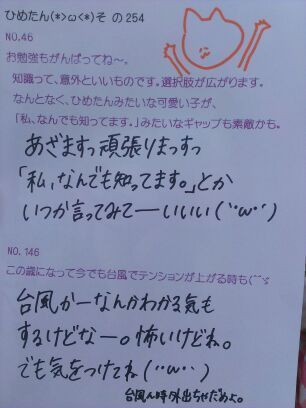 ひめたん(*>ω<*)そ の254
NO.46
お勉強もがんばってね〜。
知識って、意外といいものです。選択肢が広がります。
なんとなく、ひめたんみたいな可愛い子が、
「私、なんでも知ってます。」みたいなギャップも素敵かも。
あざますっ頑張りまっすっ
「私、なんでも知ってます。」とか
いつか言ってみてーいいい(¨ω¨)
NO. 146
この歳になって今でも台風でテンションが上がる時も(
台風かーなんかわかる気も
するけどなー。怖いけどね。
でも気をつけてね(¨ω¨)
台風ん時外出ちゃだめよ。